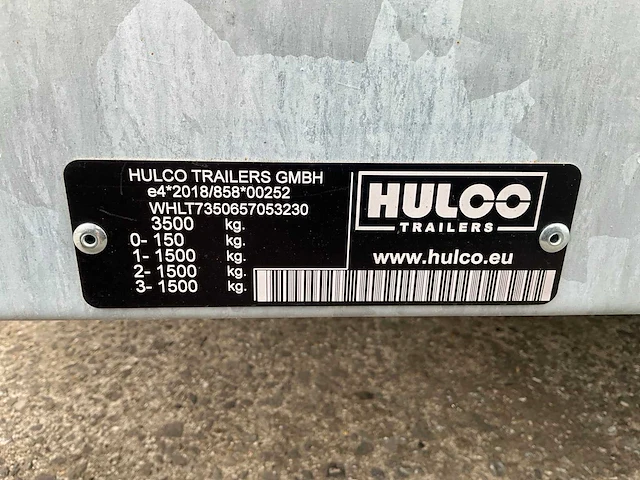 HULCO TRAILERS GMBH
e4*2018/858*00252
WHLT7350657053230
3500 kg.
0- 150 kg.
1- 1500 kg.
2- 1500 kg.
3- 1500 kg.
HULCO
TRAILERS
www.hulco.eu